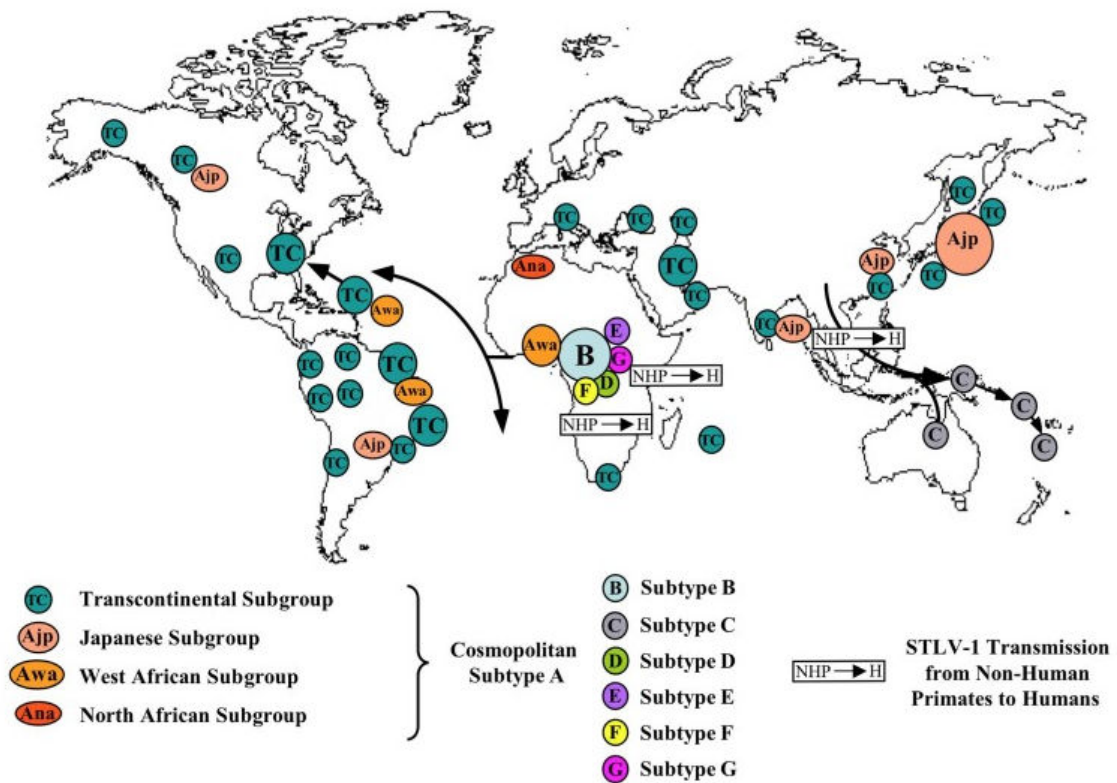 TC
TC
Ajp
TC
TC
TC
Awa
TC
TC
TC
TC
TC
Awa
TC
Ajp
TC
TC
TC
TC
TC
TC
TC
Ana
Awa
B
E
G
D
F
NHP → H
NHP → H
TC
TC
TC
TC
Ajp
TC
Ajp
TC
TC
Ajp
NHP → H
C
C
C
C
TC Transcontinental Subgroup
Ajp Japanese Subgroup
Awa West African Subgroup
Ana North African Subgroup
Cosmopolitan
Subtype A
B Subtype B
C Subtype C
D Subtype D
E Subtype E
F Subtype F
G Subtype G
NHP → H
STLV-1 Transmission
from Non-Human
Primates to Humans